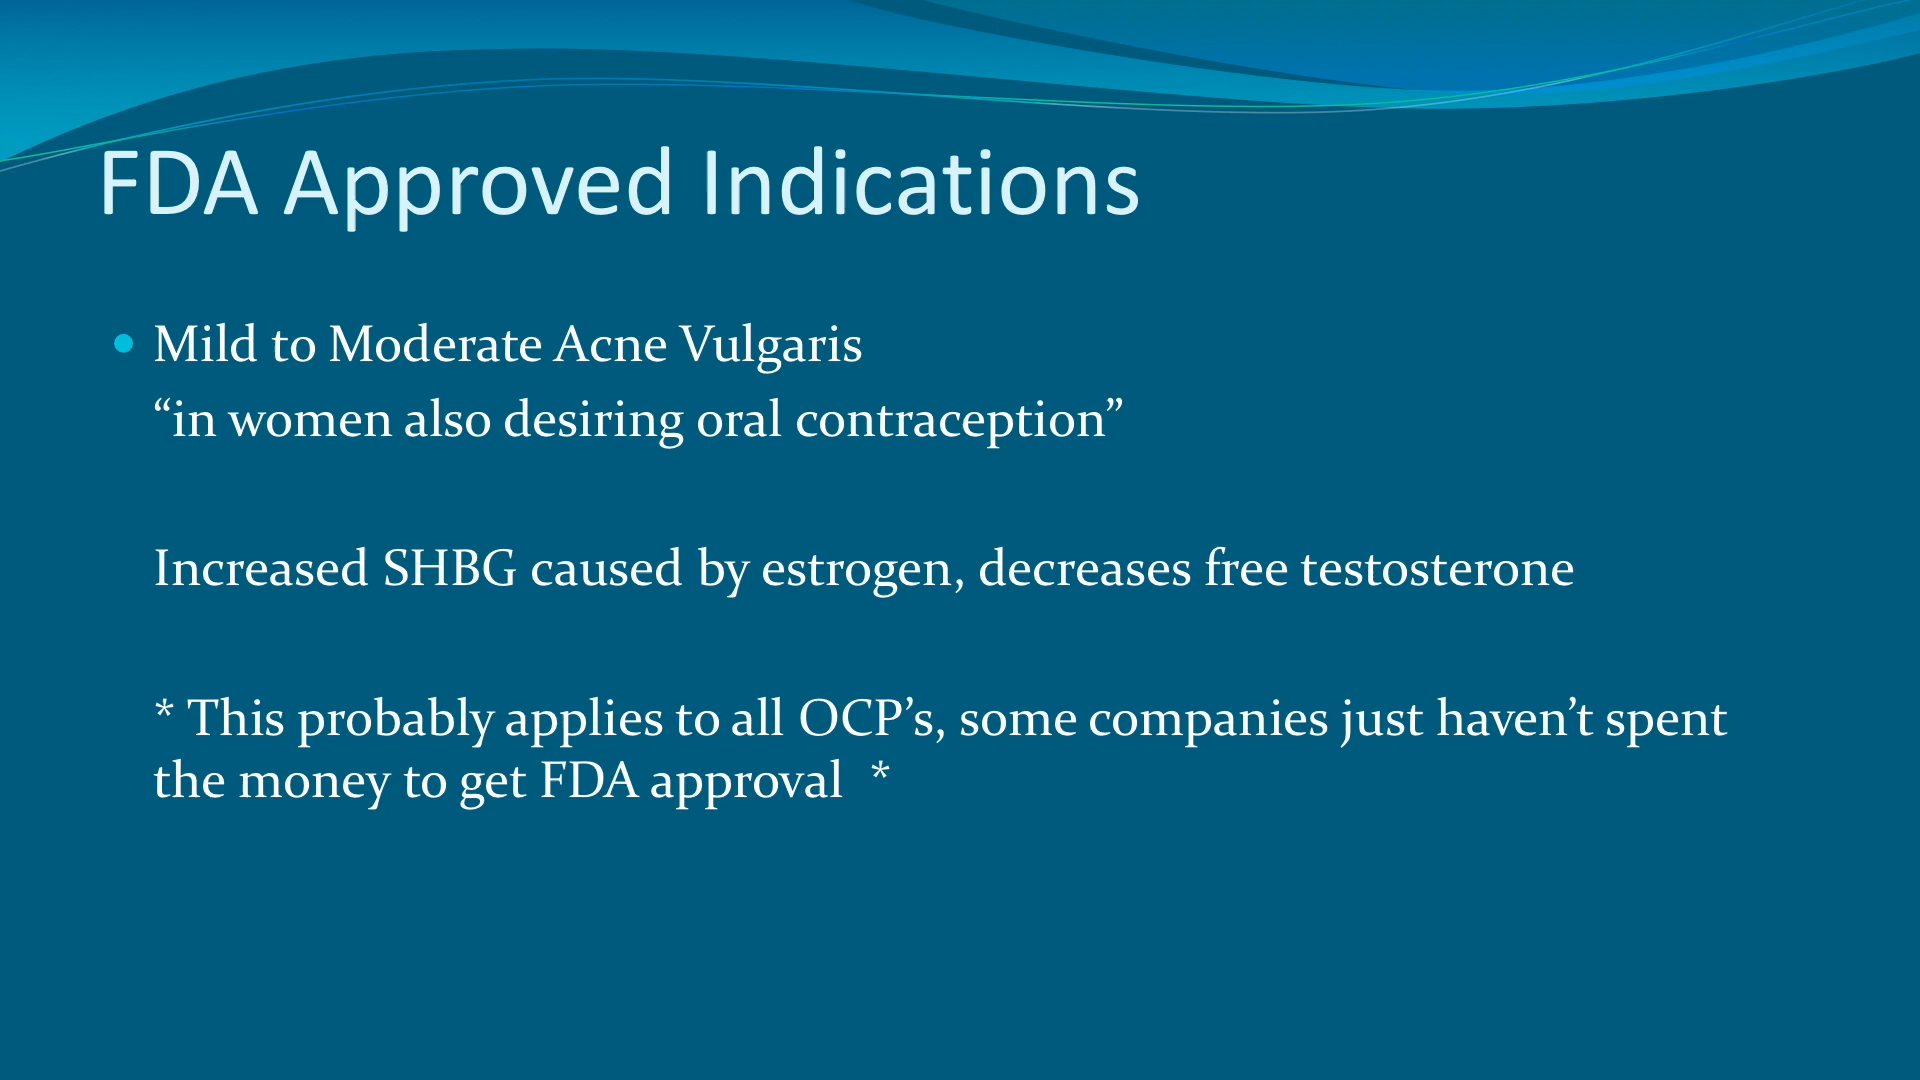 FDA Approved Indications
• Mild to Moderate Acne Vulgaris
“in women also desiring oral contraception”
Increased SHBG caused by estrogen, decreases free testosterone
* This probably applies to all OCP’s, some companies just haven’t spent
the money to get FDA approval  *